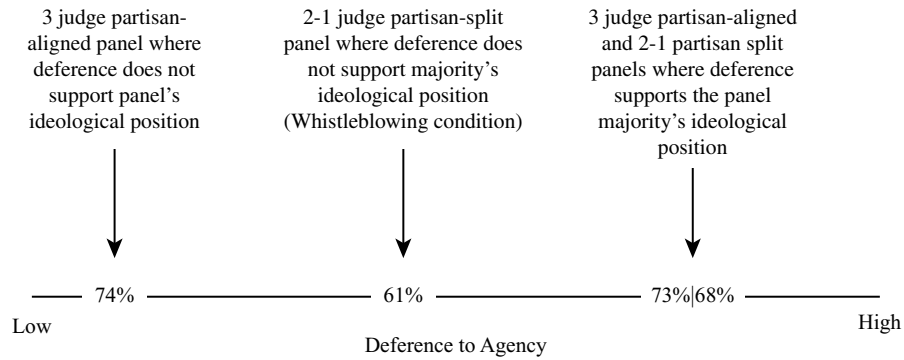 3 judge partisan-
aligned panel where
deference does not
support panel's
ideological position
2-1 judge partisan-split
panel where deference does
not support majority's
ideological position
(Whistleblowing condition)
3 judge partisan-aligned
and 2-1 partisan split
panels where deference
supports the panel
majority's ideological
position
74%
61%
73%|68%
Low
High
Deference to Agency